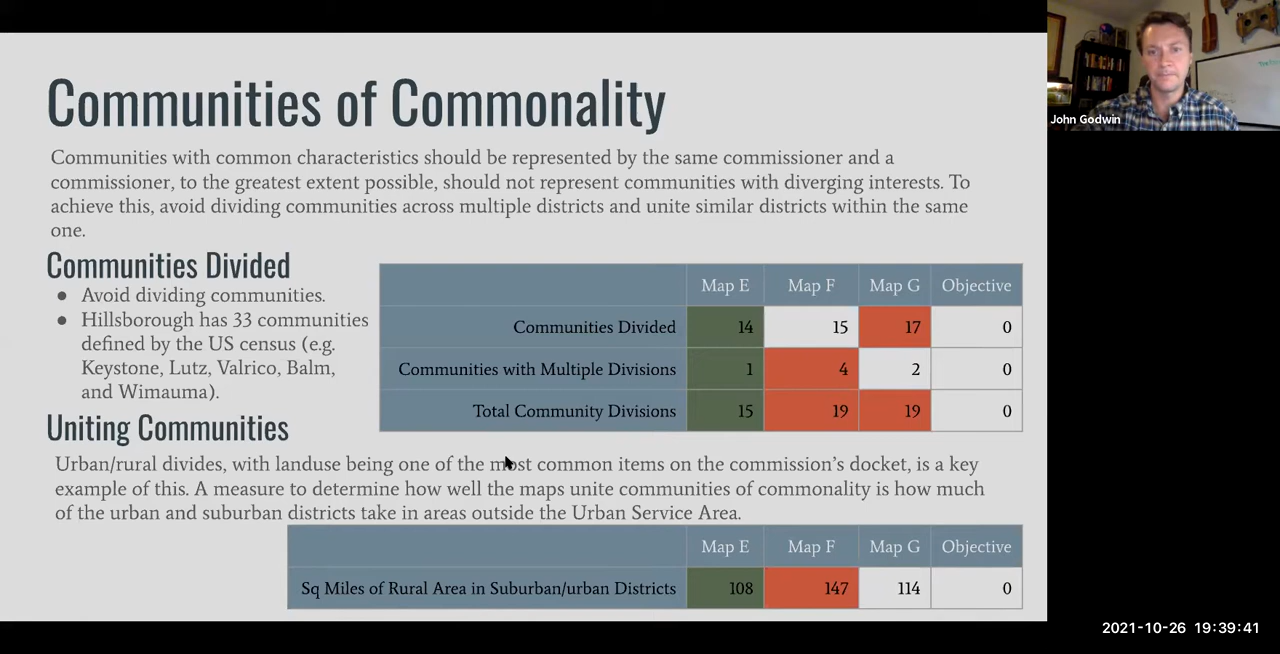 Communities of Commonality
Communities with common characteristics should be represented by the same commissioner and a
commissioner, to the greatest extent possible, should not represent communities with diverging interests. To
achieve this, avoid dividing communities across multiple districts and unite similar districts within the same
one.
Communities Divided
● Avoid dividing communities.
● Hillsborough has 33 communities
defined by the US census (e.g.
Keystone, Lutz, Valrico, Balm,
and Wimauma).
Map E Map F Map G Objective
Communities Divided 14 15 17 0
Communities with Multiple Divisions 1 4 2 0
Total Community Divisions 15 19 19 0
Uniting Communities
Urban/rural divides, with landuse being one of the most common items on the commission's docket, is a key
example of this. A measure to determine how well the maps unite communities of commonality is how much
of the urban and suburban districts take in areas outside the Urban Service Area.
Map E Map F Map G Objective
Sq Miles of Rural Area in Suburban/urban Districts 108 147 114 0
John Godwin
2021-10-26 19:39:41